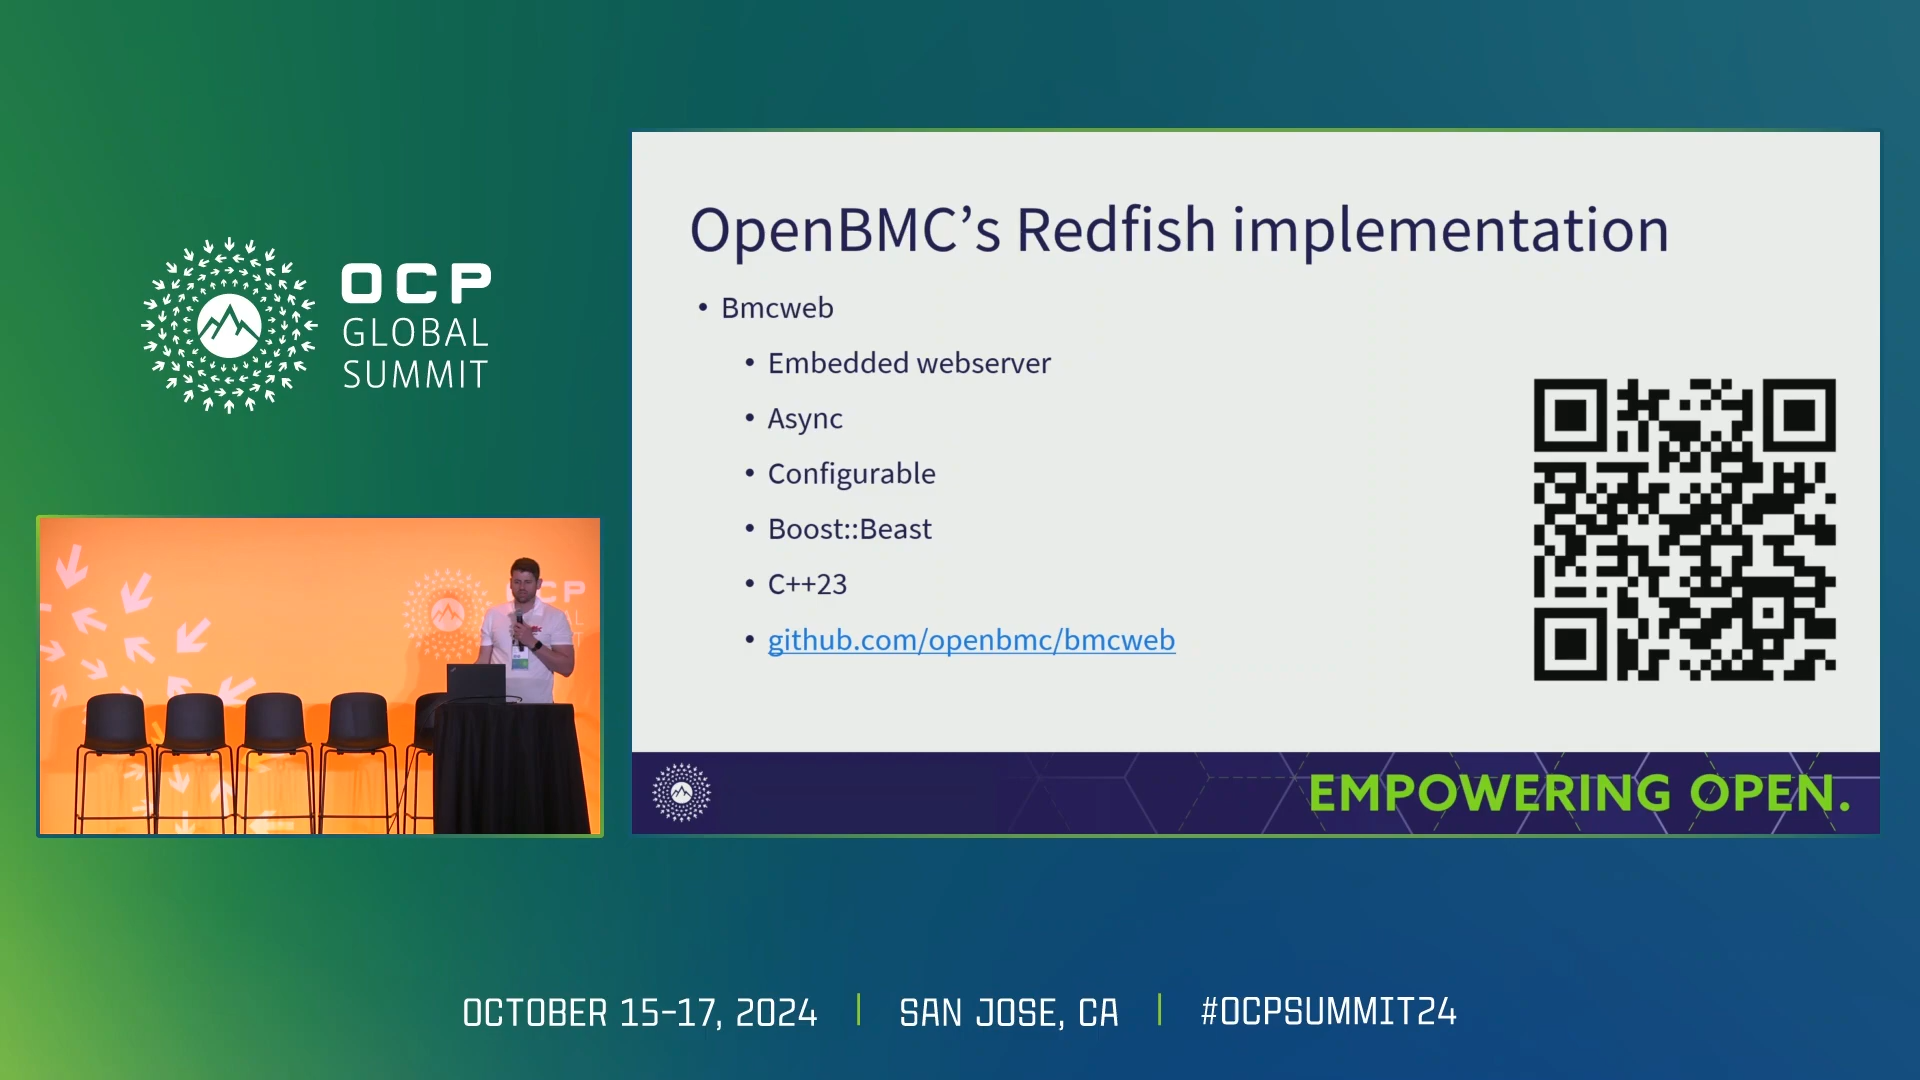 OCP
GLOBAL
SUMMIT
OpenBMC’s Redfish implementation
• Bmcweb
• Embedded webserver
• Async
• Configurable
• Boost::Beast
• C++23
• github.com/openbmc/bmcweb
EMPOWERING OPEN.
OCTOBER 15-17, 2024 | SAN JOSE, CA | #OCPSUMMIT24